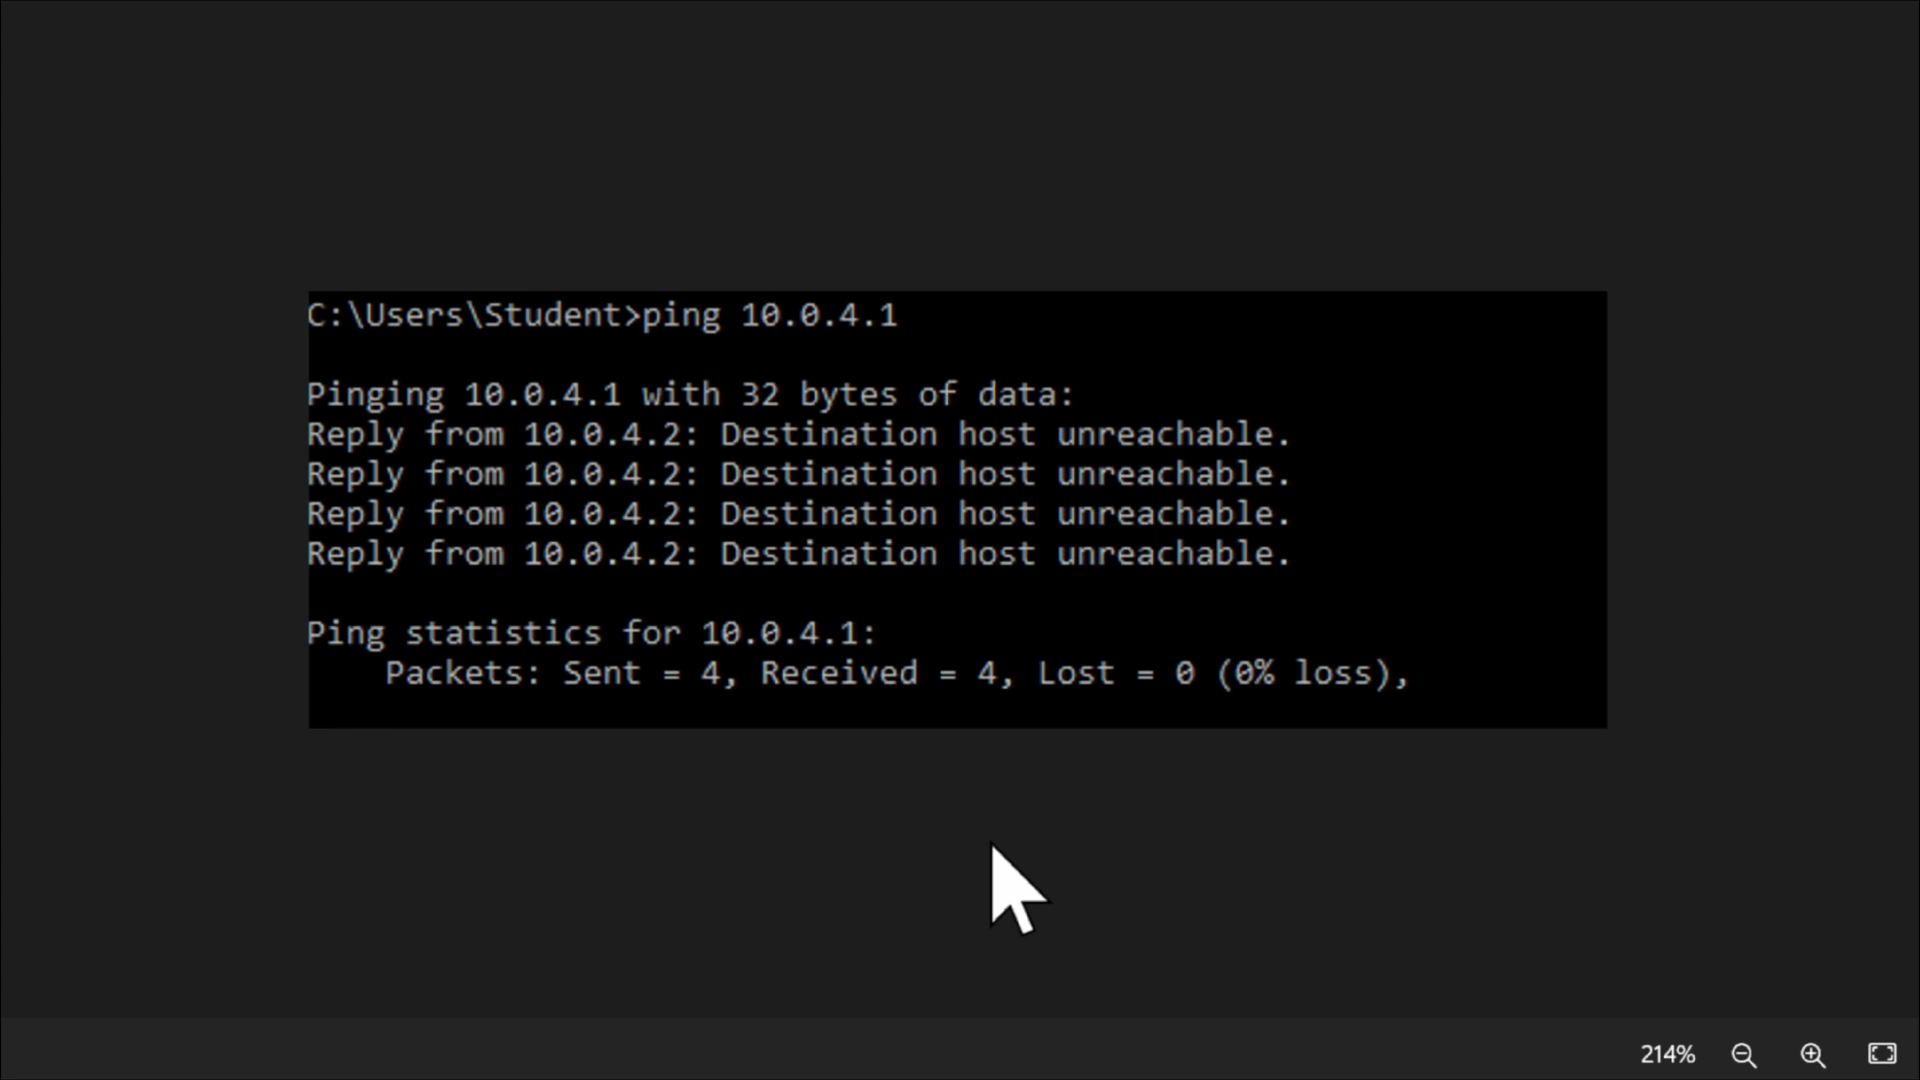 C:\Users\Student>ping 10.0.4.1
Pinging 10.0.4.1 with 32 bytes of data:
Reply from 10.0.4.2: Destination host unreachable.
Reply from 10.0.4.2: Destination host unreachable.
Reply from 10.0.4.2: Destination host unreachable.
Reply from 10.0.4.2: Destination host unreachable.
Ping statistics for 10.0.4.1:
    Packets: Sent = 4, Received = 4, Lost = 0 (0% loss),
214%